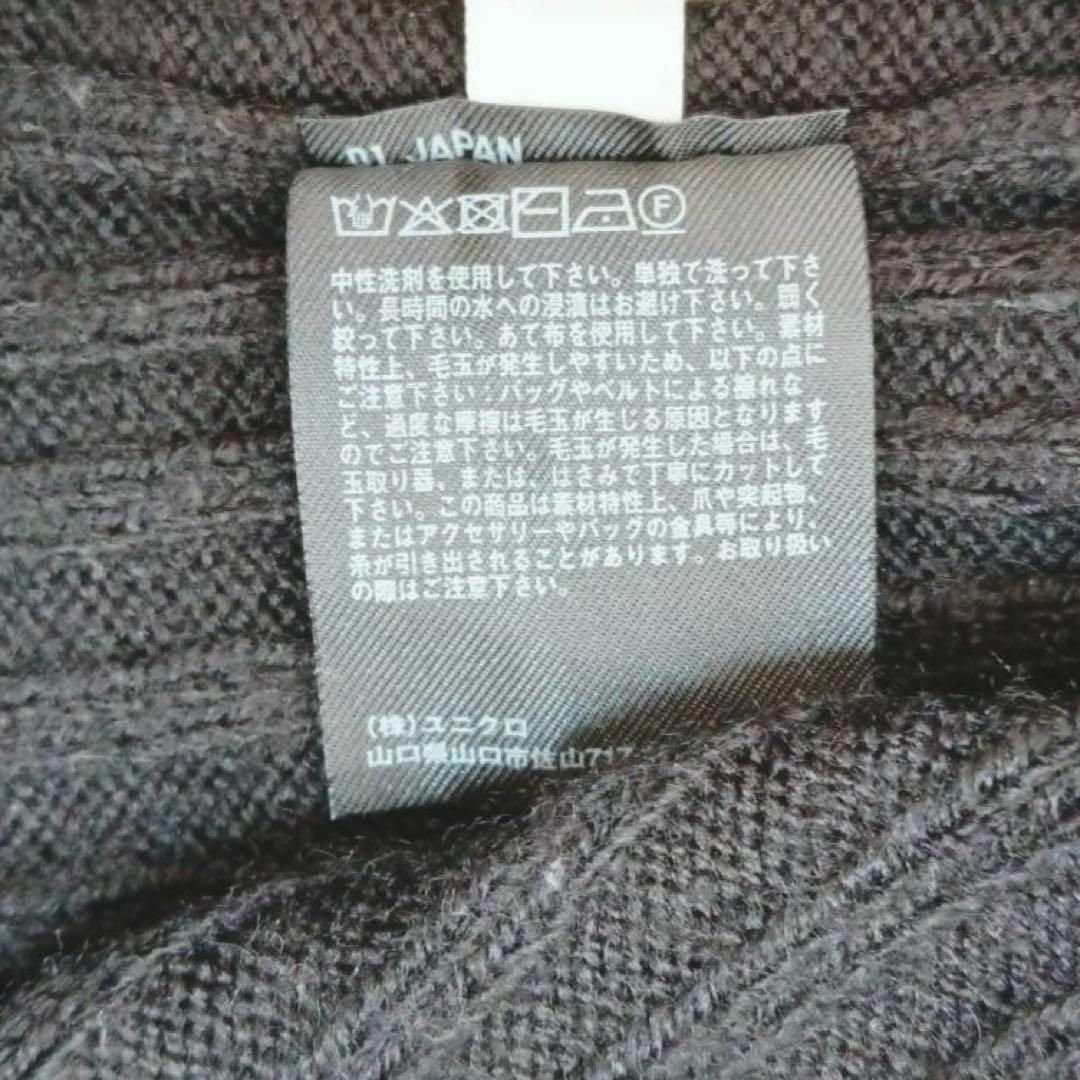 01 JAPAN
F
中性洗剤を使用して下さい。単独で洗って下さ
い。長時間の水への浸漬はお避け下さい。弱く
絞って下さい。あて布を使用して下さい。素材
特性上、毛玉が発生しやすいため、以下の点に
ご注意下さい:バッグやベルトによる擦れな
ど、過度な摩擦は毛玉が生じる原因となります
のでご注意下さい。毛玉が発生した場合は、毛
玉取り器、または、はさみで丁寧にカットして
下さい。この商品は素材特性上、爪や突起物、
またはアクセサリーやバッグの金具等により、
糸が引き出されることがあります。お取り扱い
の際はご注意下さい。
(株)ユニクロ
山口県山口市佐山717